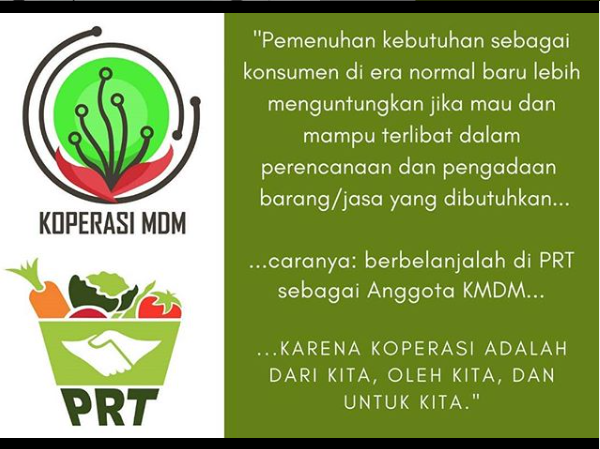 KOPERASI MDM
PRT
"Pemenuhan kebutuhan sebagai
konsumen di era normal baru lebih
menguntungkan jika mau dan
mampu terlibat dalam
perencanaan dan pengadaan
barang/jasa yang dibutuhkan...
...caranya: berbelanjalah di PRT
sebagai Anggota KMDM...
...KARENA KOPERASI ADALAH
DARI KITA, OLEH KITA, DAN
UNTUK KITA."